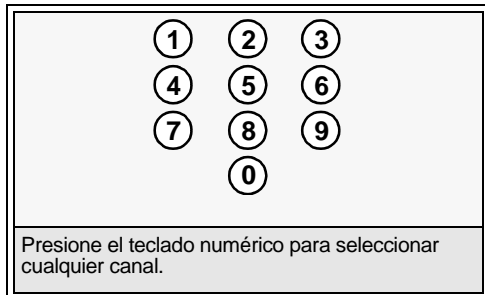 1 2 3
4 5 6
7 8 9
0
Presione el teclado numérico para seleccionar
cualquier canal.